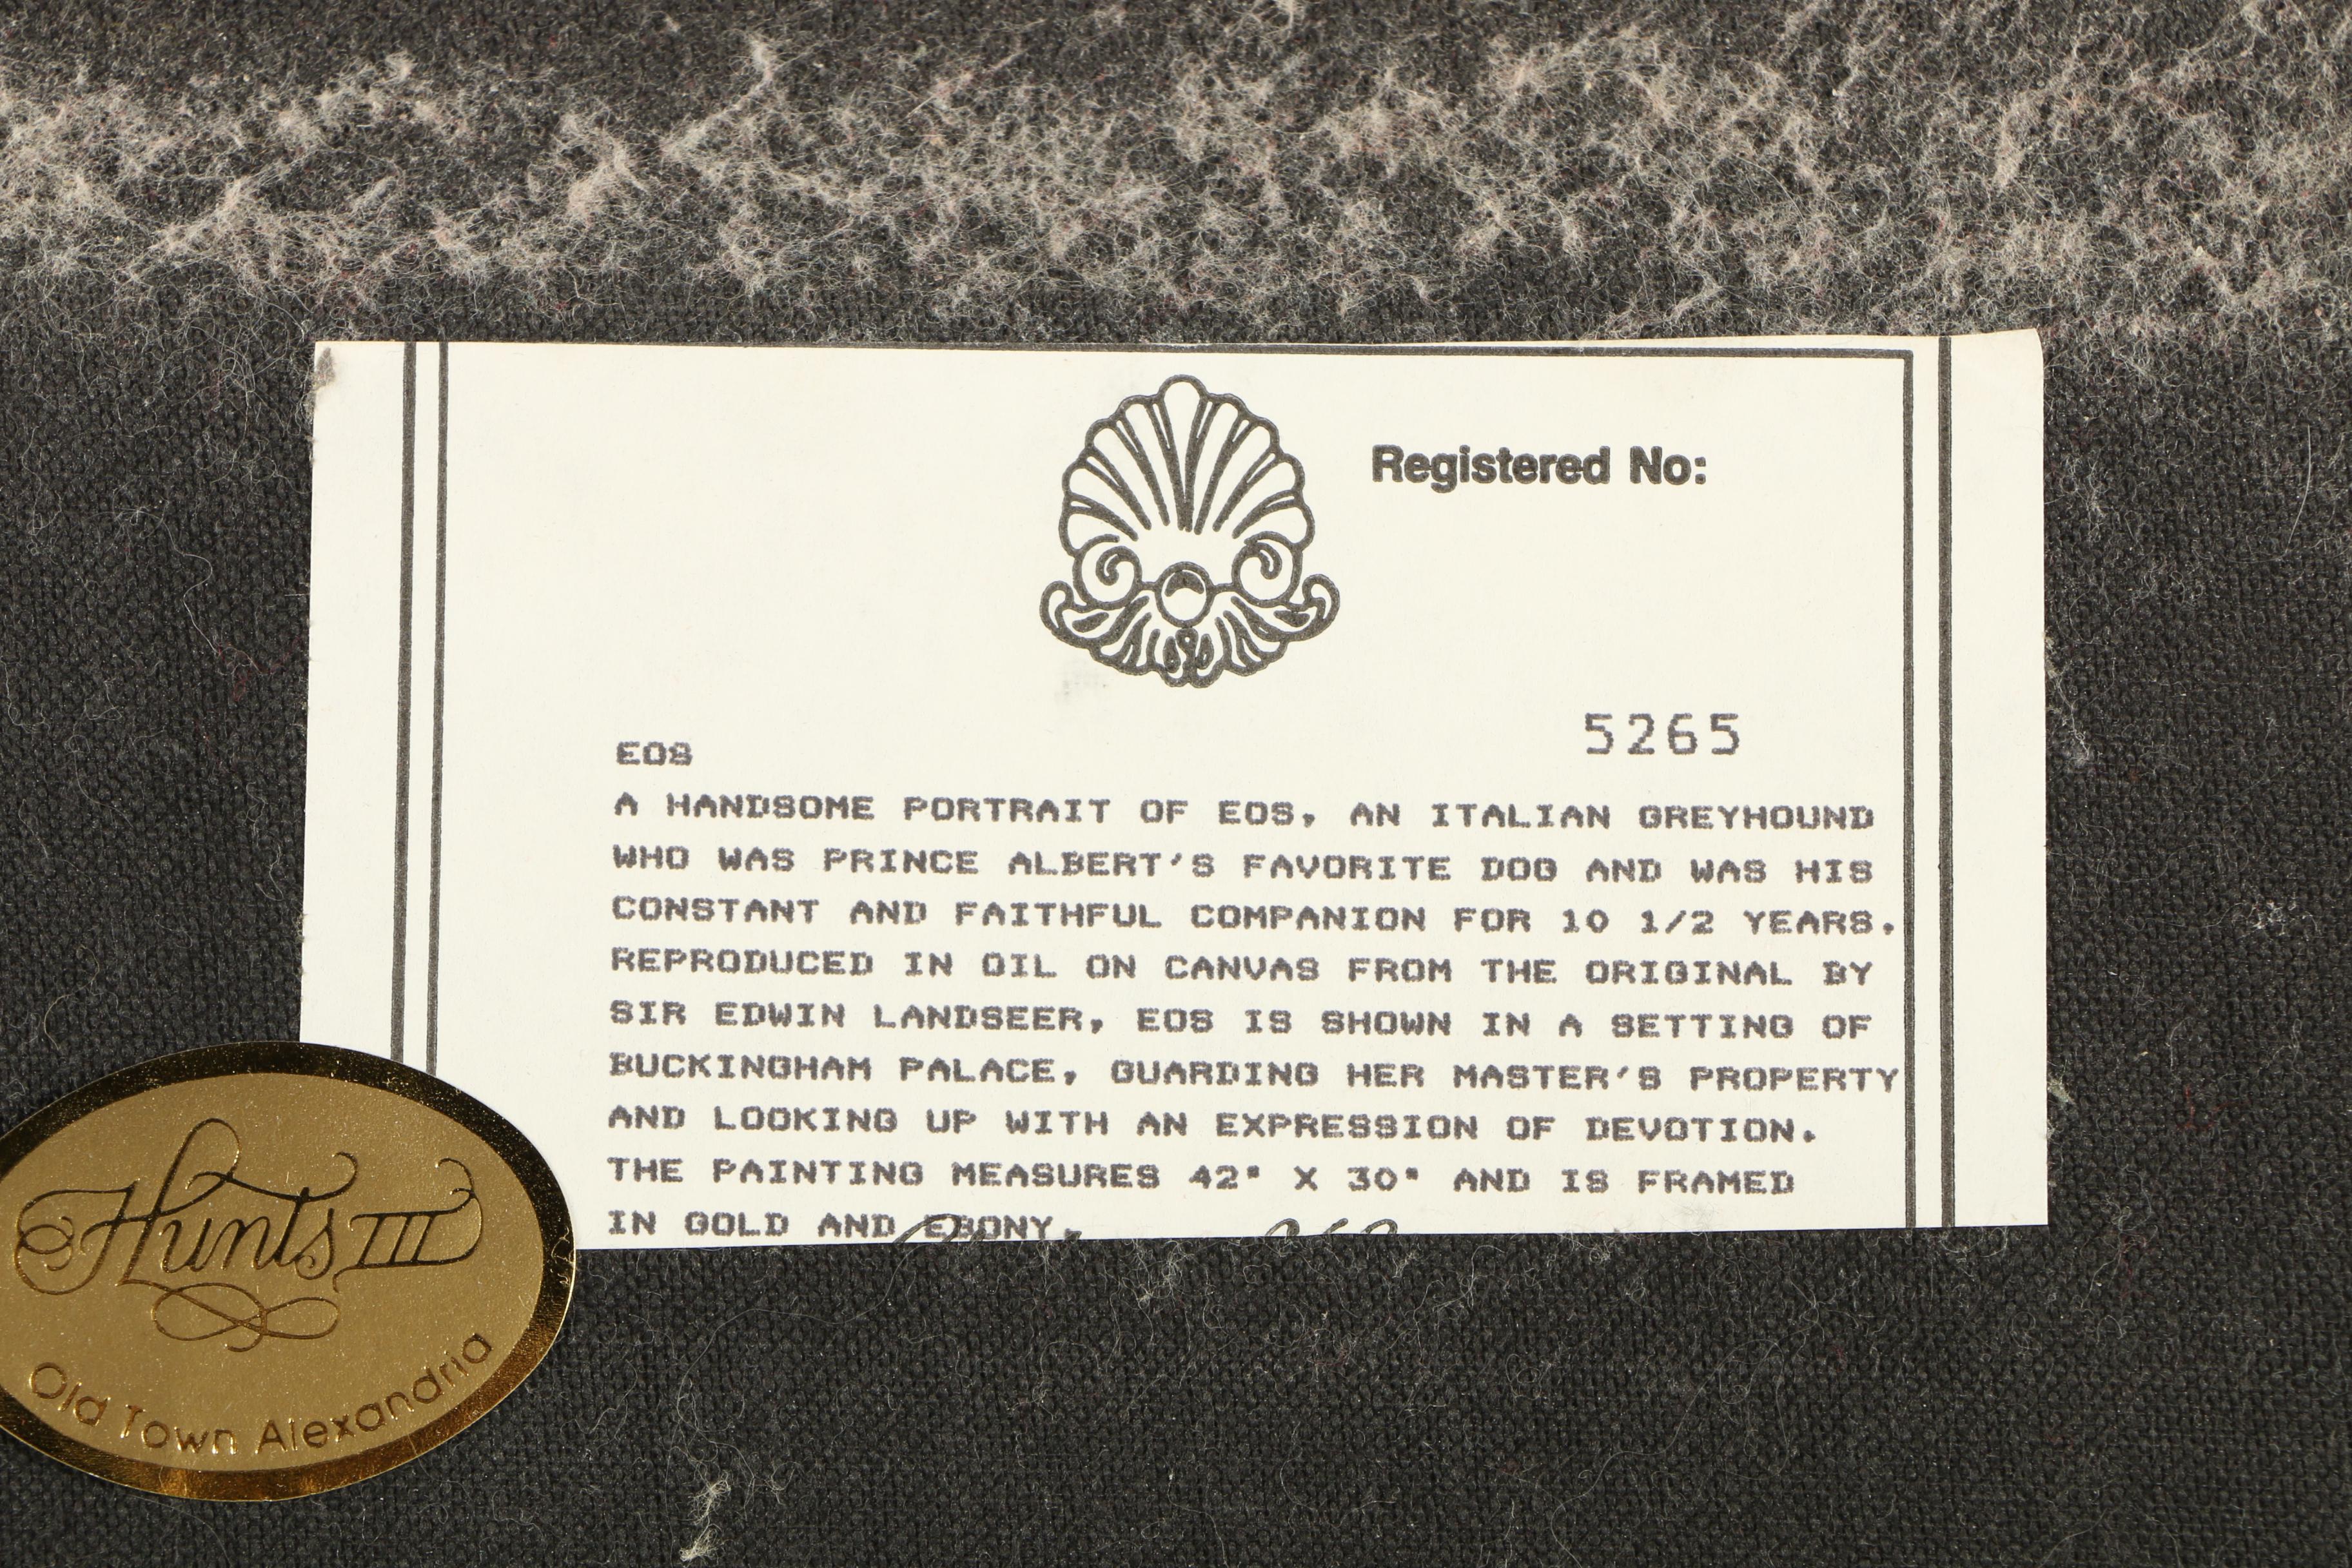 Registered No:
5265
EOS
A HANDSOME PORTRAIT OF EOS, AN ITALIAN GREYHOUND
WHO WAS PRINCE ALBERT'S FAVORITE DOG AND WAS HIS
CONSTANT AND FAITHFUL COMPANION FOR 10 1/2 YEARS.
REPRODUCED IN OIL ON CANVAS FROM THE ORIGINAL BY
SIR EDWIN LANDSEER, EOS IS SHOWN IN A SETTING OF
BUCKINGHAM PALACE, GUARDING HER MASTER'S PROPERTY
AND LOOKING UP WITH AN EXPRESSION OF DEVOTION.
THE PAINTING MEASURES 42" X 30" AND IS FRAMED
IN GOLD AND EBONY.
Hunts III
Old Town Alexandria